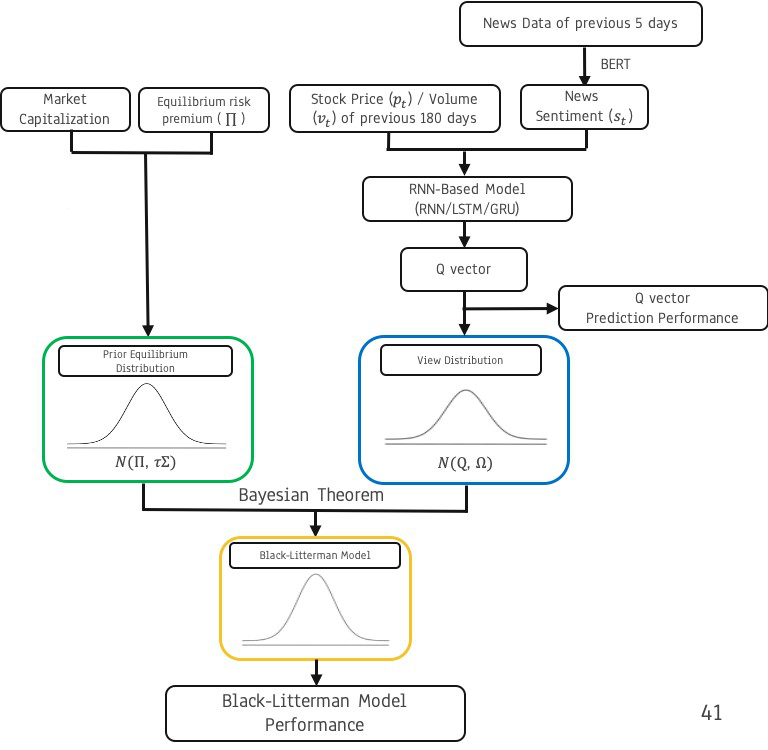 News Data of previous 5 days
BERT
Market
Capitalization
Equilibrium risk
premium ( ∏ )
Stock Price (𝑝ₜ) / Volume
(𝑣ₜ) of previous 180 days
News
Sentiment (𝑠ₜ)
RNN-Based Model
(RNN/LSTM/GRU)
Q vector
Q vector
Prediction Performance
Prior Equilibrium
Distribution
N(Π, τΣ)
View Distribution
N(Q, Ω)
Bayesian Theorem
Black-Litterman Model
Black-Litterman Model
Performance
41